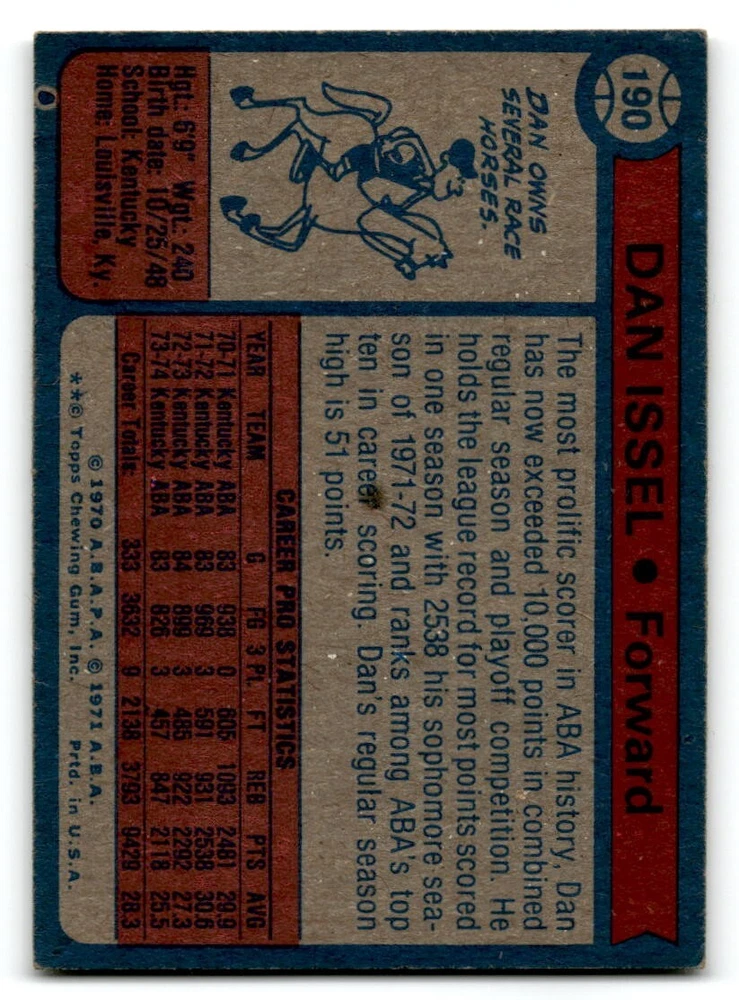 190
DAN ISSEL • Forward
DAN OWNS
SEVERAL RACE
HORSES.
Hgt.: 6'9" Wgt.: 240
Birth date: 10/25/48
School: Kentucky
Home: Louisville, Ky.
The most prolific scorer in ABA history, Dan
has now exceeded 10,000 points in combined
regular season and playoff competition. He
holds the league record for most points scored
in one season with 2538 his sophomore sea-
son of 1971-72 and ranks among ABA's top
ten in career scoring. Dan's regular season
high is 51 points.
CAREER PRO STATISTICS
YEAR TEAM G FG 3 PL FT REB PTS AVG
70-71 Kentucky ABA 83 938 0 605 1093 2481 29.9
71-72 Kentucky ABA 83 969 3 591 931 2538 30.6
72-73 Kentucky ABA 84 899 3 485 922 2292 27.3
73-74 Kentucky ABA 83 826 3 457 847 2118 25.5
Career Totals: 333 3632 9 2138 3793 9429 28.3
© 1970 A.B.A.P.A. © 1971 A.B.A.
**© Topps Chewing Gum, Inc. Prtd. in U.S.A.